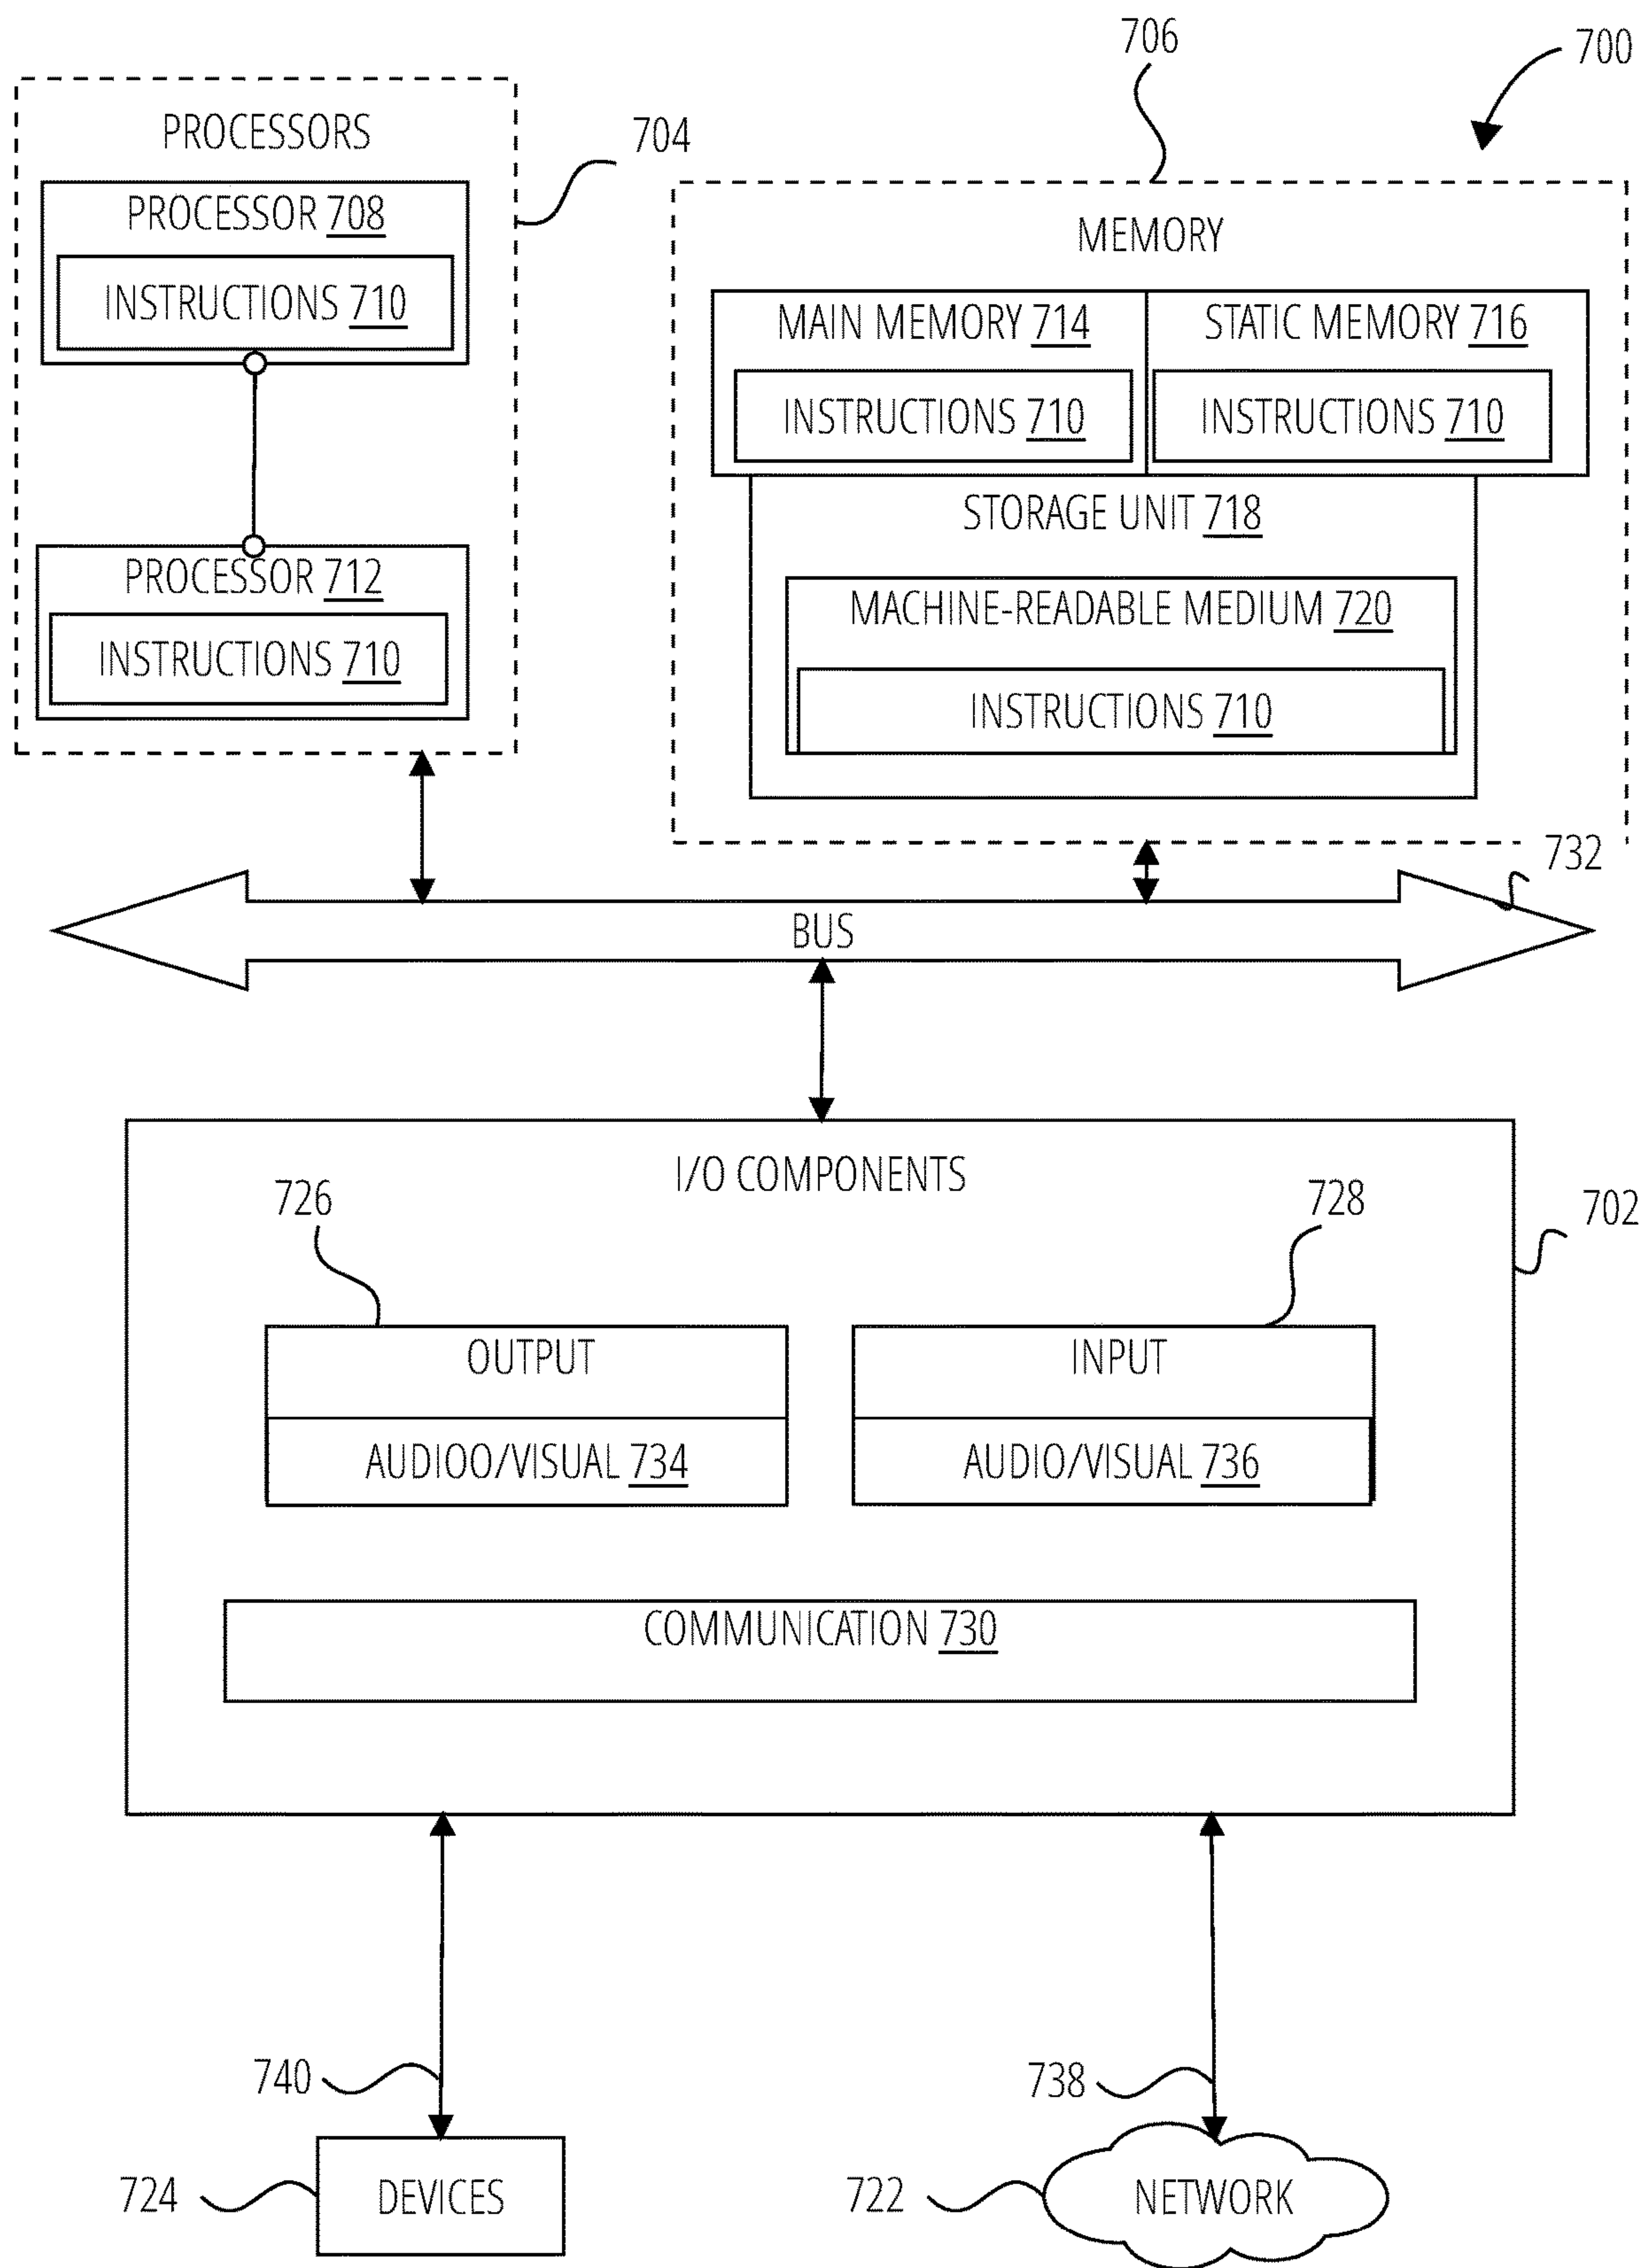 706
700
PROCESSORS
704
PROCESSOR 708
INSTRUCTIONS 710
PROCESSOR 712
INSTRUCTIONS 710
MEMORY
MAIN MEMORY 714
INSTRUCTIONS 710
STATIC MEMORY 716
INSTRUCTIONS 710
STORAGE UNIT 718
MACHINE-READABLE MEDIUM 720
INSTRUCTIONS 710
732
BUS
I/O COMPONENTS
702
726
728
OUTPUT
AUDIOO/VISUAL 734
INPUT
AUDIO/VISUAL 736
COMMUNICATION 730
740
738
724
DEVICES
722
NETWORK